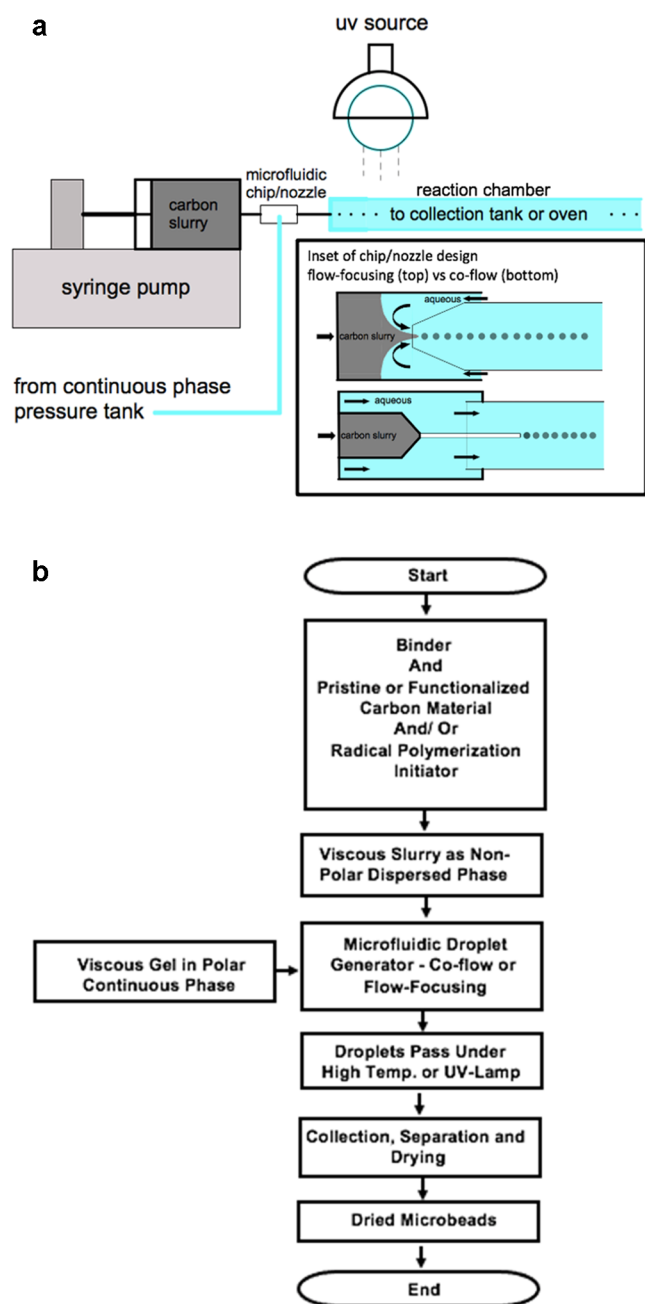 a
uv source
microfluidic
chip/nozzle
carbon
slurry
reaction chamber
to collection tank or oven
syringe pump
Inset of chip/nozzle design
flow-focusing (top) vs co-flow (bottom)
aqueous
carbon slurry
from continuous phase
pressure tank
aqueous
carbon slurry
b
Start
Binder
And
Pristine or Functionalized
Carbon Material
And/ Or
Radical Polymerization
Initiator
Viscous Slurry as Non-
Polar Dispersed Phase
Viscous Gel in Polar
Continuous Phase
Microfluidic Droplet
Generator - Co-flow or
Flow-Focusing
Droplets Pass Under
High Temp. or UV-Lamp
Collection, Separation and
Drying
Dried Microbeads
End